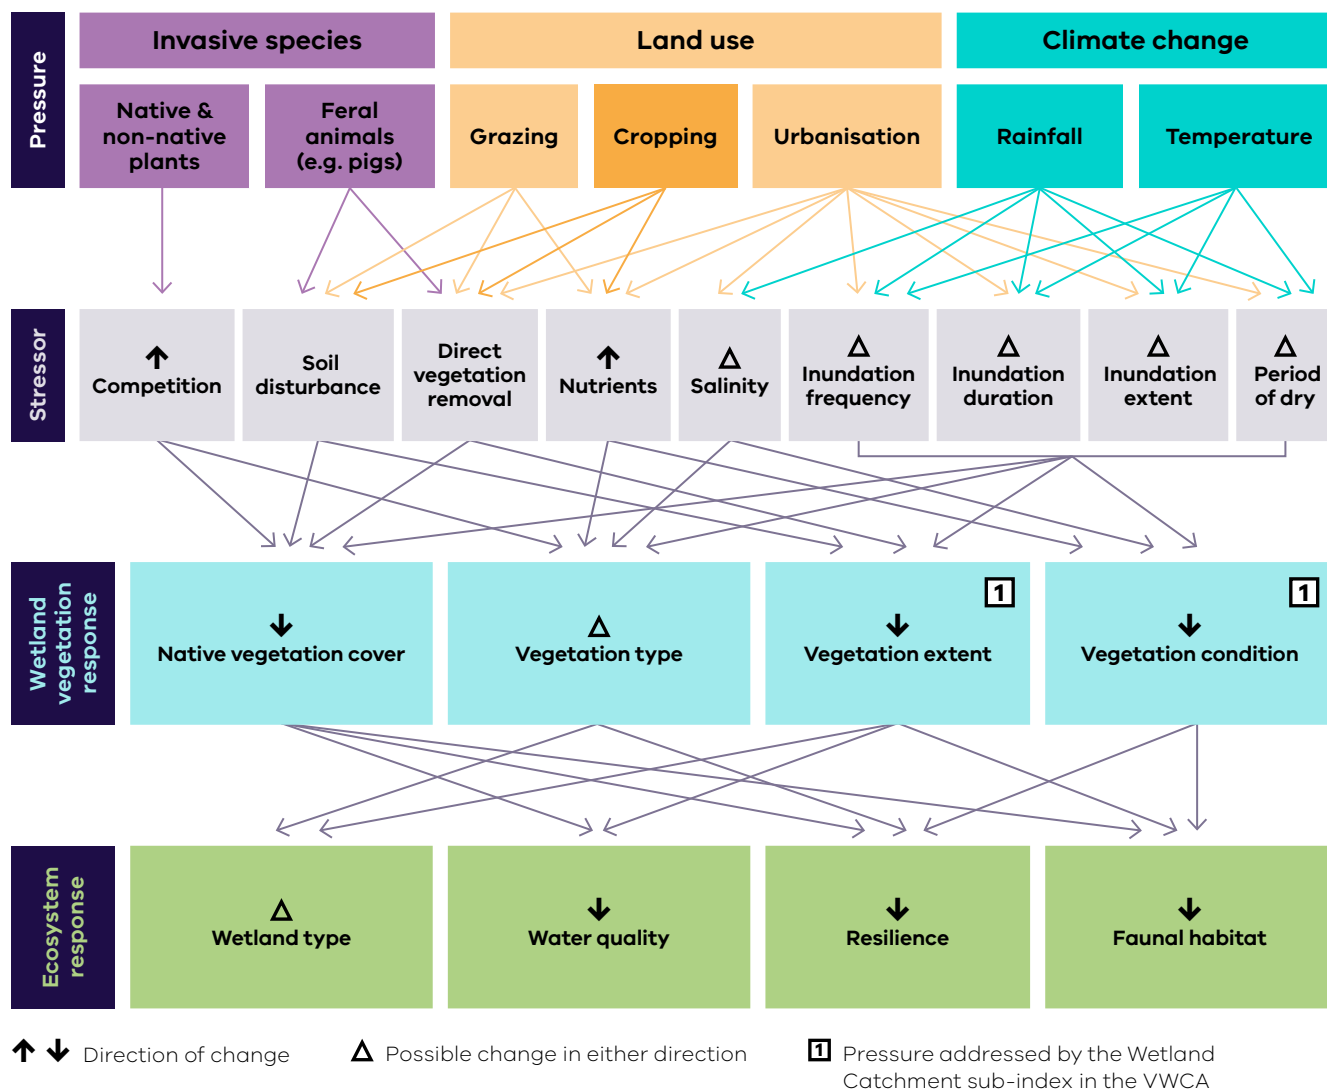 Pressure
Invasive species
Land use
Climate change
Native &
non-native
plants
Feral
animals
(e.g. pigs)
Grazing
Cropping
Urbanisation
Rainfall
Temperature
Stressor
Competition
Soil
disturbance
Direct
vegetation
removal
Nutrients
Salinity
Inundation
frequency
Inundation
duration
Inundation
extent
Period
of dry
Wetland
vegetation
response
Native vegetation cover
Vegetation type
1
Vegetation extent
1
Vegetation condition
Ecosystem
response
Wetland type
Water quality
Resilience
Faunal habitat
Direction of change
Possible change in either direction
1 Pressure addressed by the Wetland
Catchment sub-index in the VWCA